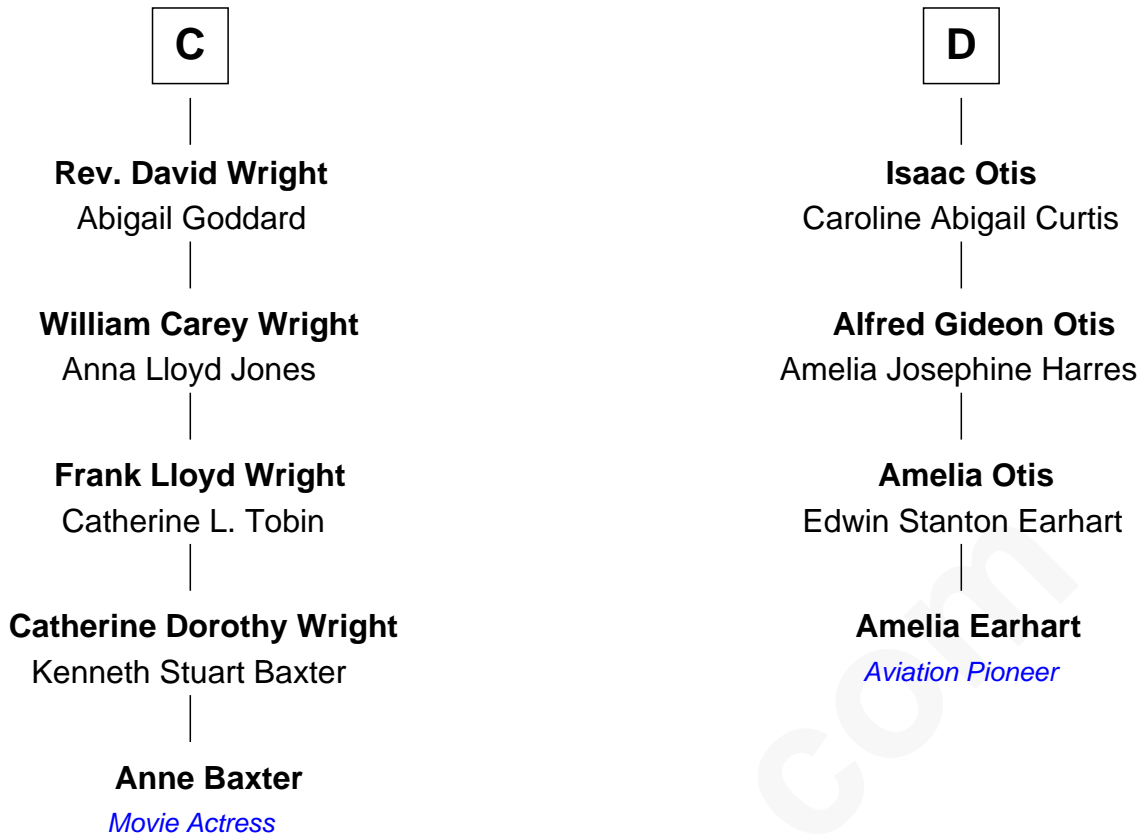 C
Rev. David Wright
Abigail Goddard
William Carey Wright
Anna Lloyd Jones
Frank Lloyd Wright
Catherine L. Tobin
Catherine Dorothy Wright
Kenneth Stuart Baxter
Anne Baxter
Movie Actress
D
Isaac Otis
Caroline Abigail Curtis
Alfred Gideon Otis
Amelia Josephine Harres
Amelia Otis
Edwin Stanton Earhart
Amelia Earhart
Aviation Pioneer
com